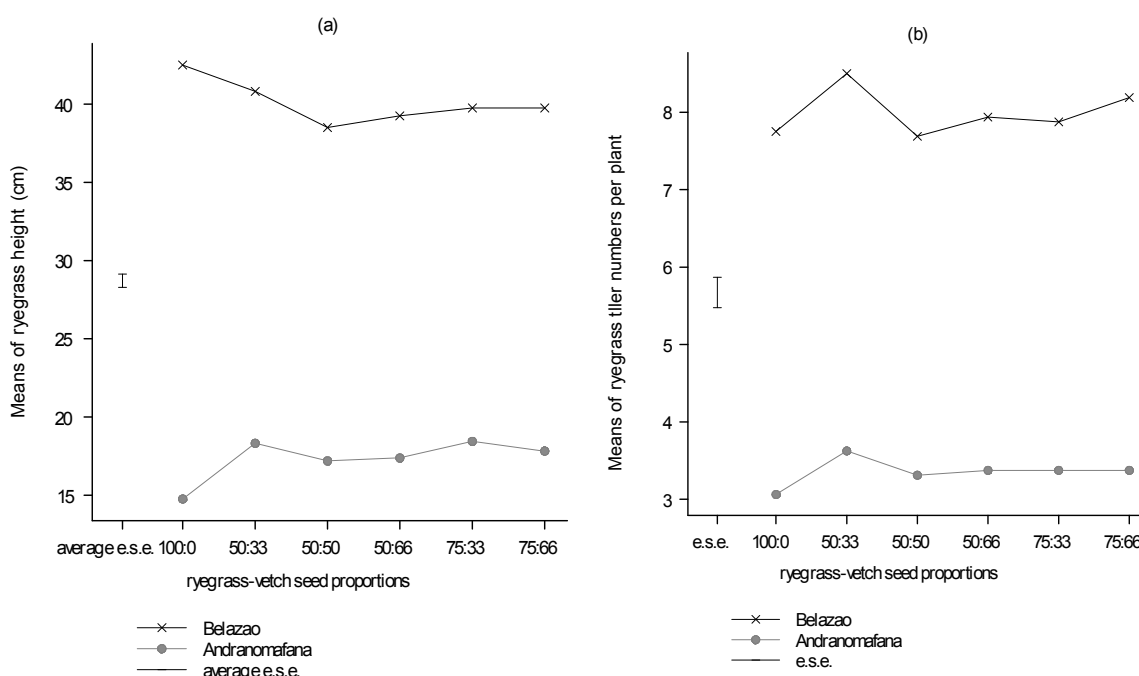 (a)
Means of ryegrass height (cm)
40
35
30
25
20
15
average e.s.e. 100:0 50:33 50:50 50:66 75:33 75:66
ryegrass-vetch seed proportions
Belazao
Andranomafana
average e.s.e.
(b)
Means of ryegrass tiler numbers per plant
8
7
6
5
4
3
e.s.e. 100:0 50:33 50:50 50:66 75:33 75:66
ryegrass-vetch seed proportions
Belazao
Andranomafana
e.s.e.